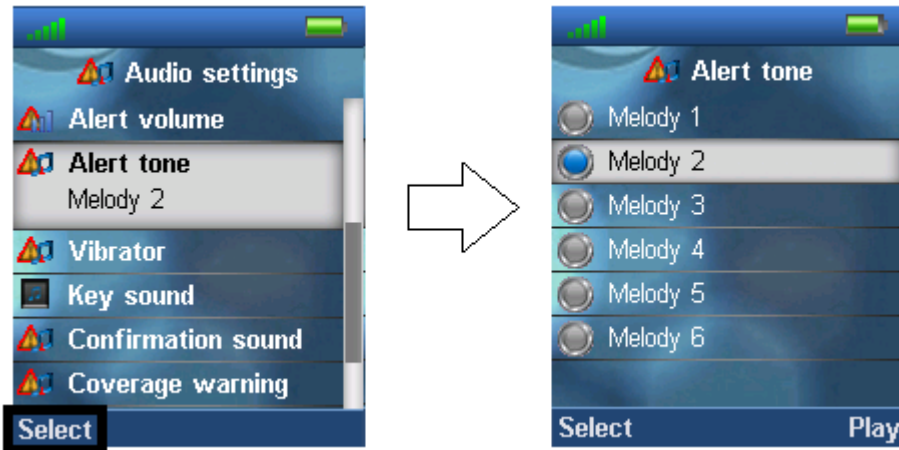 Audio settings
Alert volume
Alert tone
Melody 2
Vibrator
Key sound
Confirmation sound
Coverage warning
Select
Alert tone
Melody 1
Melody 2
Melody 3
Melody 4
Melody 5
Melody 6
Select Play